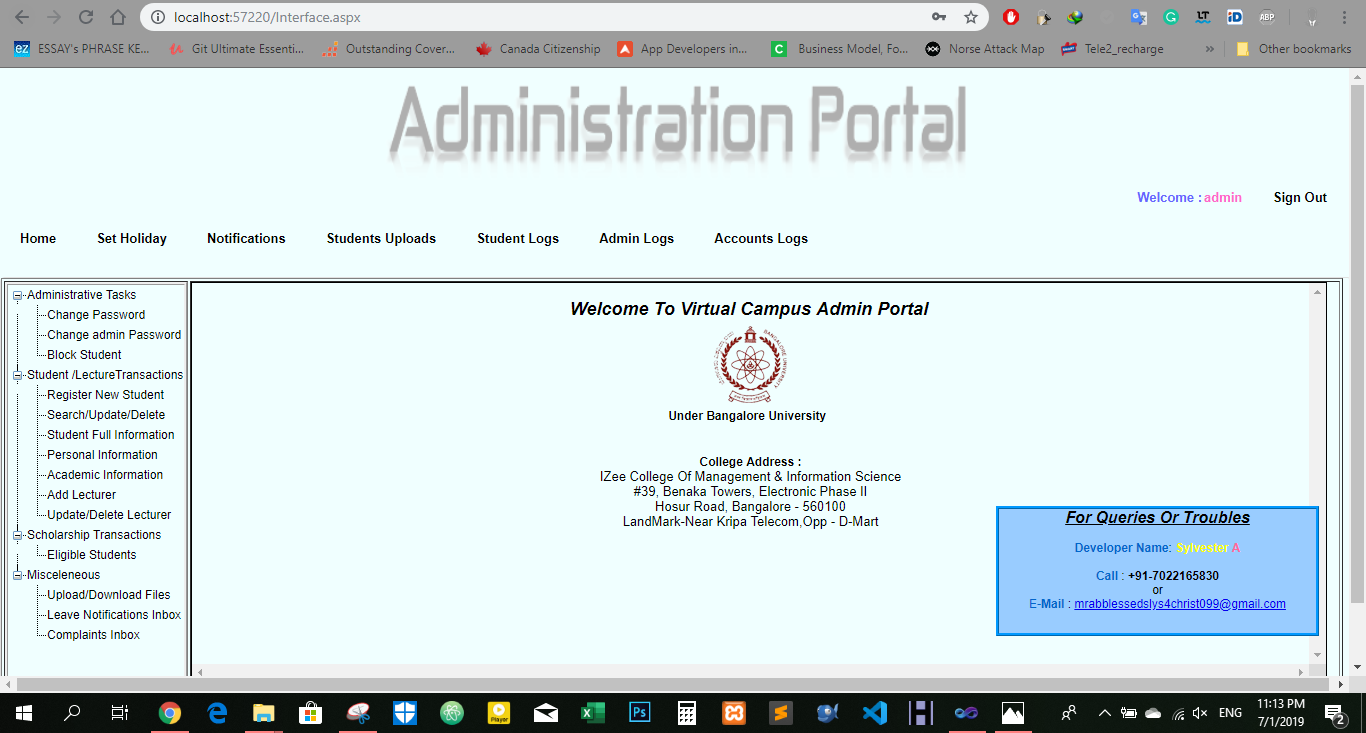 localhost:57220/Interface.aspx
ESSAY's PHRASE KE... Git Ultimate Essenti... Outstanding Cover... Canada Citizenship App Developers in... Business Model, Fo... Norse Attack Map Tele2_recharge » Other bookmarks
Administration Portal
Welcome : admin Sign Out
Home Set Holiday Notifications Students Uploads Student Logs Admin Logs Accounts Logs
Administrative Tasks
Change Password
Change admin Password
Block Student
Student /LectureTransactions
Register New Student
Search/Update/Delete
Student Full Information
Personal Information
Academic Information
Add Lecturer
Update/Delete Lecturer
Scholarship Transactions
Eligible Students
Misceleneous
Upload/Download Files
Leave Notifications Inbox
Complaints Inbox
Welcome To Virtual Campus Admin Portal
BANGALORE UNIVERSITY
Under Bangalore University
College Address :
IZee College Of Management & Information Science
#39, Benaka Towers, Electronic Phase II
Hosur Road, Bangalore - 560100
LandMark-Near Kripa Telecom,Opp - D-Mart
For Queries Or Troubles
Developer Name: Sylvester A
Call : +91-7022165830
or
E-Mail : mrabblessedslys4christ099@gmail.com
ENG
11:13 PM
7/1/2019
2